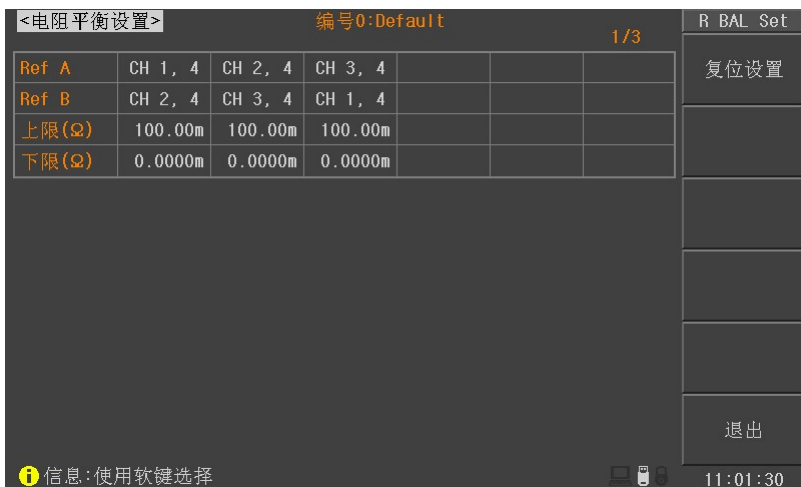 <电阻平衡设置> 编号0:Default 1/3 R BAL Set
Ref A CH 1, 4 CH 2, 4 CH 3, 4
Ref B CH 2, 4 CH 3, 4 CH 1, 4
上限(Ω) 100.00m 100.00m 100.00m
下限(Ω) 0.0000m 0.0000m 0.0000m
复位设置
退出
i 信息:使用软键选择 11:01:30